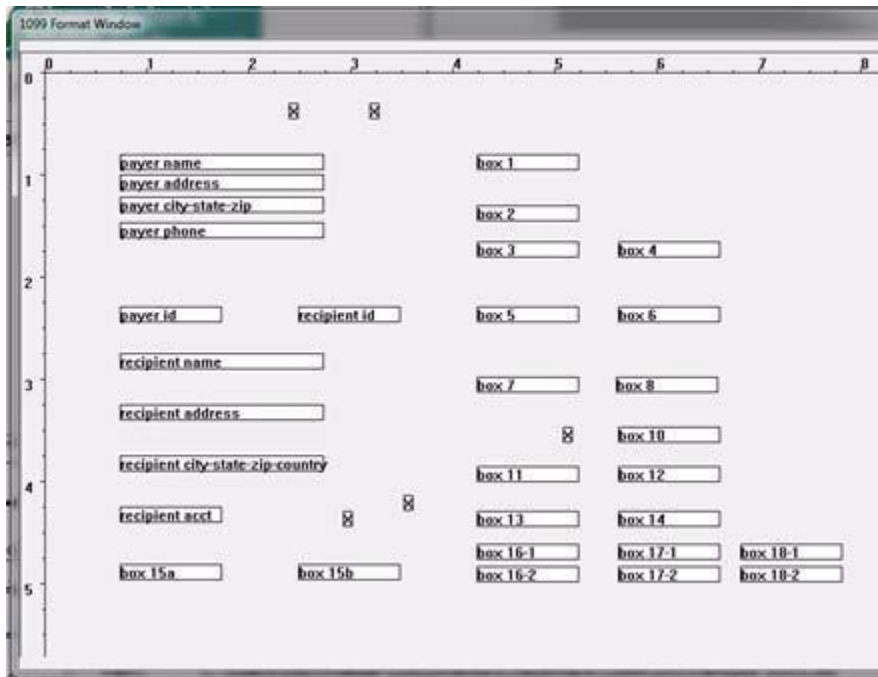 1099 Format Window
0 1 2 3 4 5 6 7 8
0
payer name box 1
1
payer address
payer city-state-zip
box 2
payer phone
box 3 box 4
2
payer id recipient id box 5 box 6
recipient name
3
box 7 box 8
recipient address
box 10
recipient city-state-zip-country
box 11 box 12
4
recipient acct
box 13 box 14
box 16-1 box 17-1 box 18-1
box 15a box 15b box 16-2 box 17-2 box 18-2
5